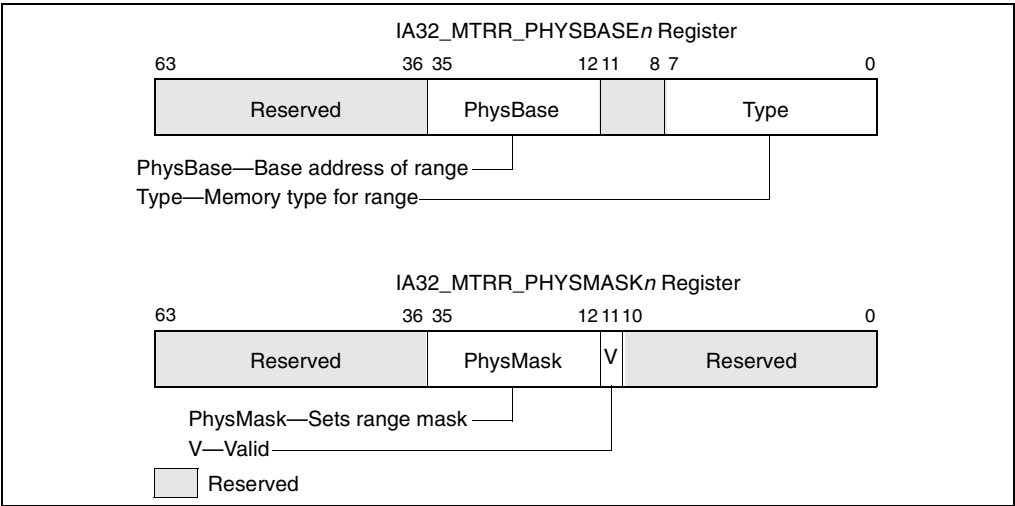 IA32_MTRR_PHYSBASEn Register
63 36 35 12 11 8 7 0
Reserved PhysBase Type
PhysBase—Base address of range
Type—Memory type for range
IA32_MTRR_PHYSMASKn Register
63 36 35 12 11 10 0
Reserved PhysMask V Reserved
PhysMask—Sets range mask
V—Valid
Reserved